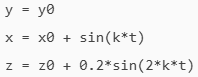 y = y0
x = x0 + sin(k*t)
z = z0 + 0.2*sin(2*k*t)